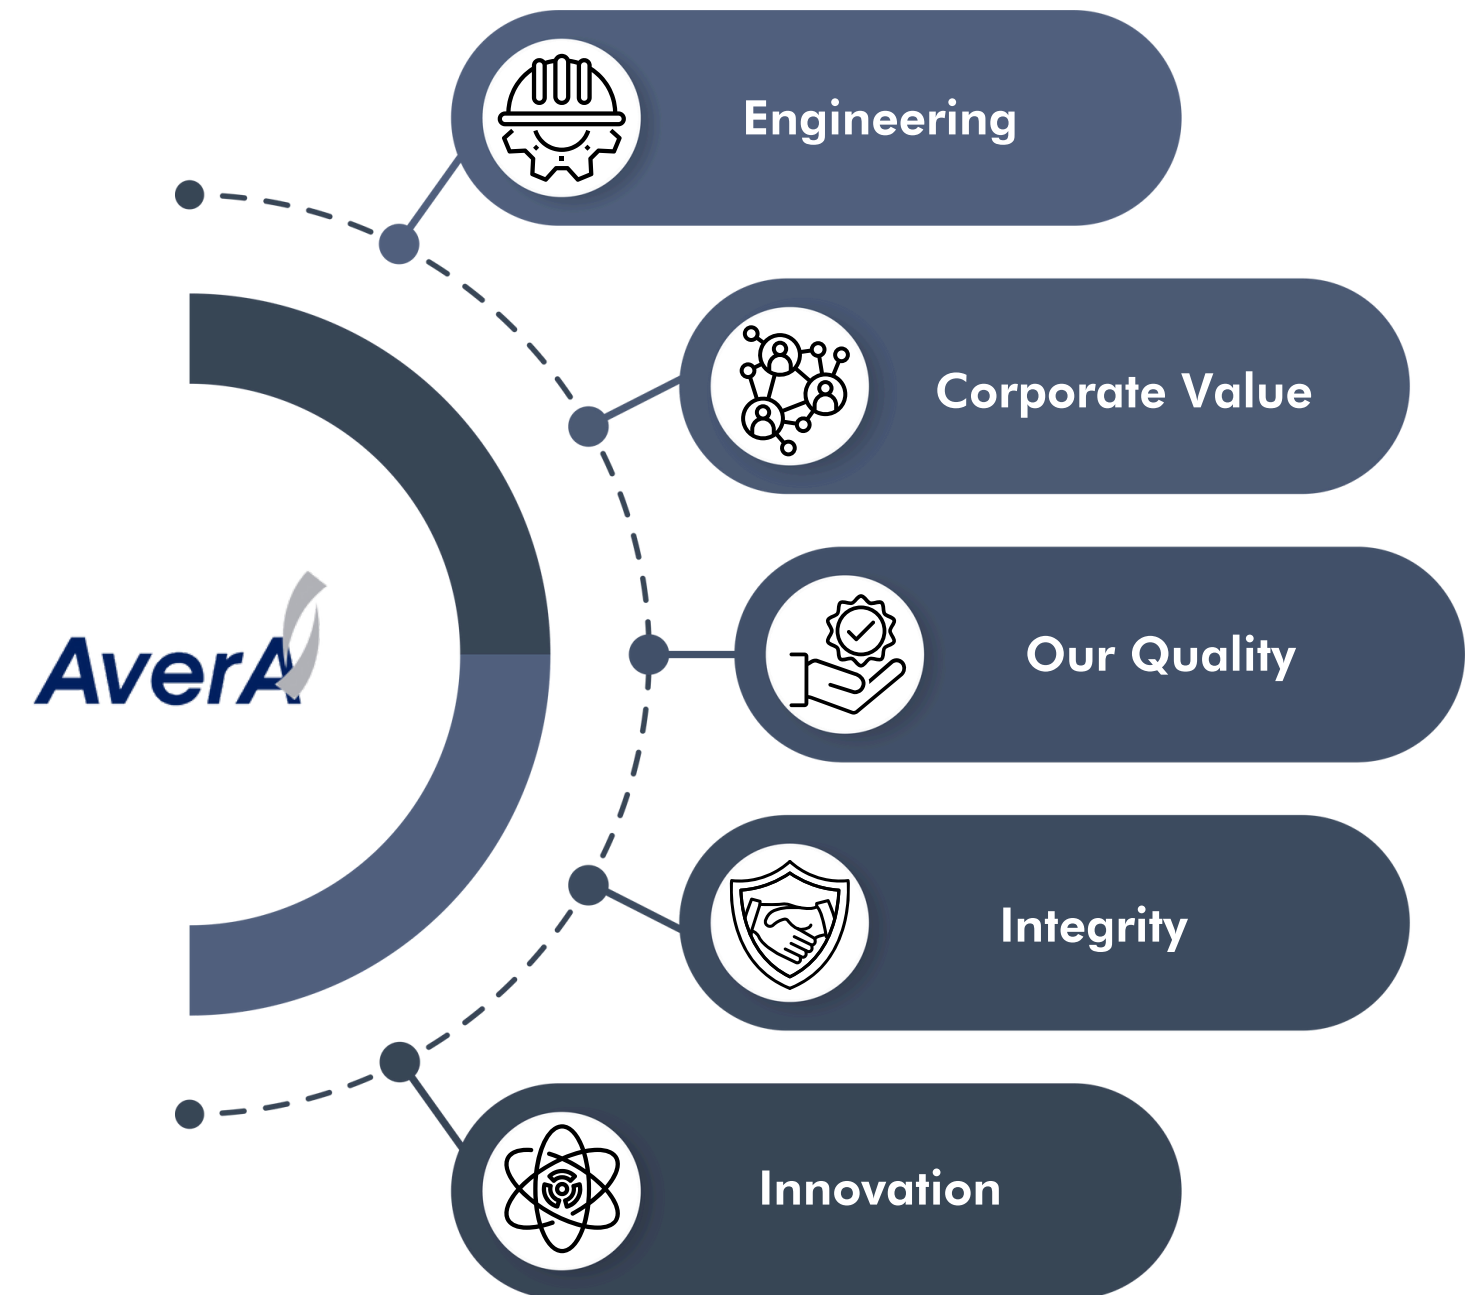 Engineering
Corporate Value
AverA
Our Quality
Integrity
Innovation